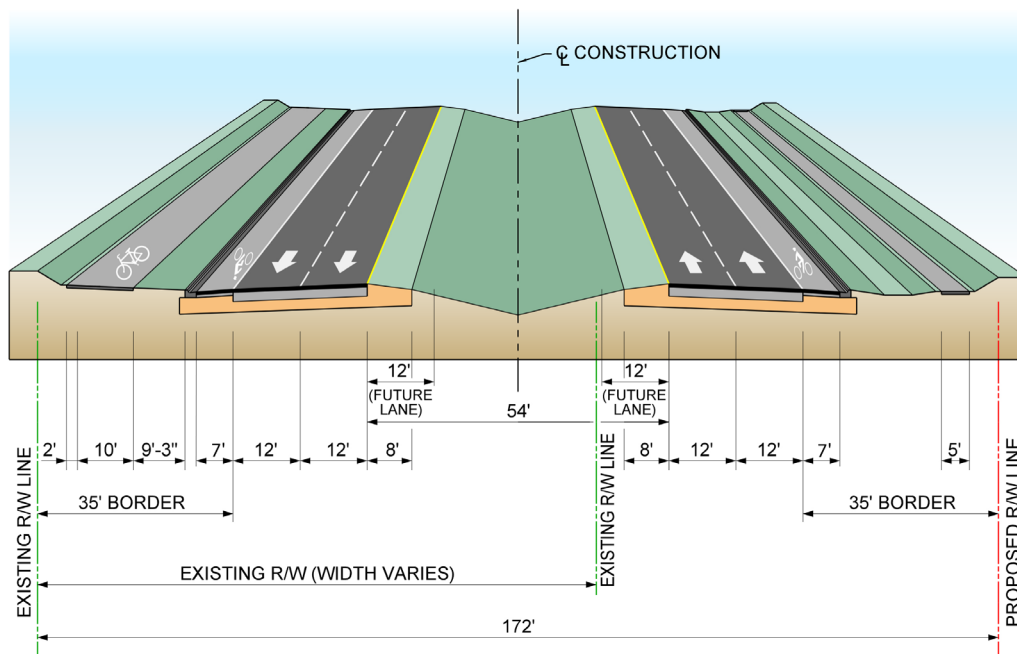 ℄ CONSTRUCTION
12'
(FUTURE
LANE)
12'
(FUTURE
LANE)
54'
2'
10'
9'-3"
7'
12'
12'
8'
8'
12'
12'
7'
5'
35' BORDER
35' BORDER
EXISTING R/W LINE
EXISTING R/W LINE
PROPOSED R/W LINE
EXISTING R/W (WIDTH VARIES)
172'